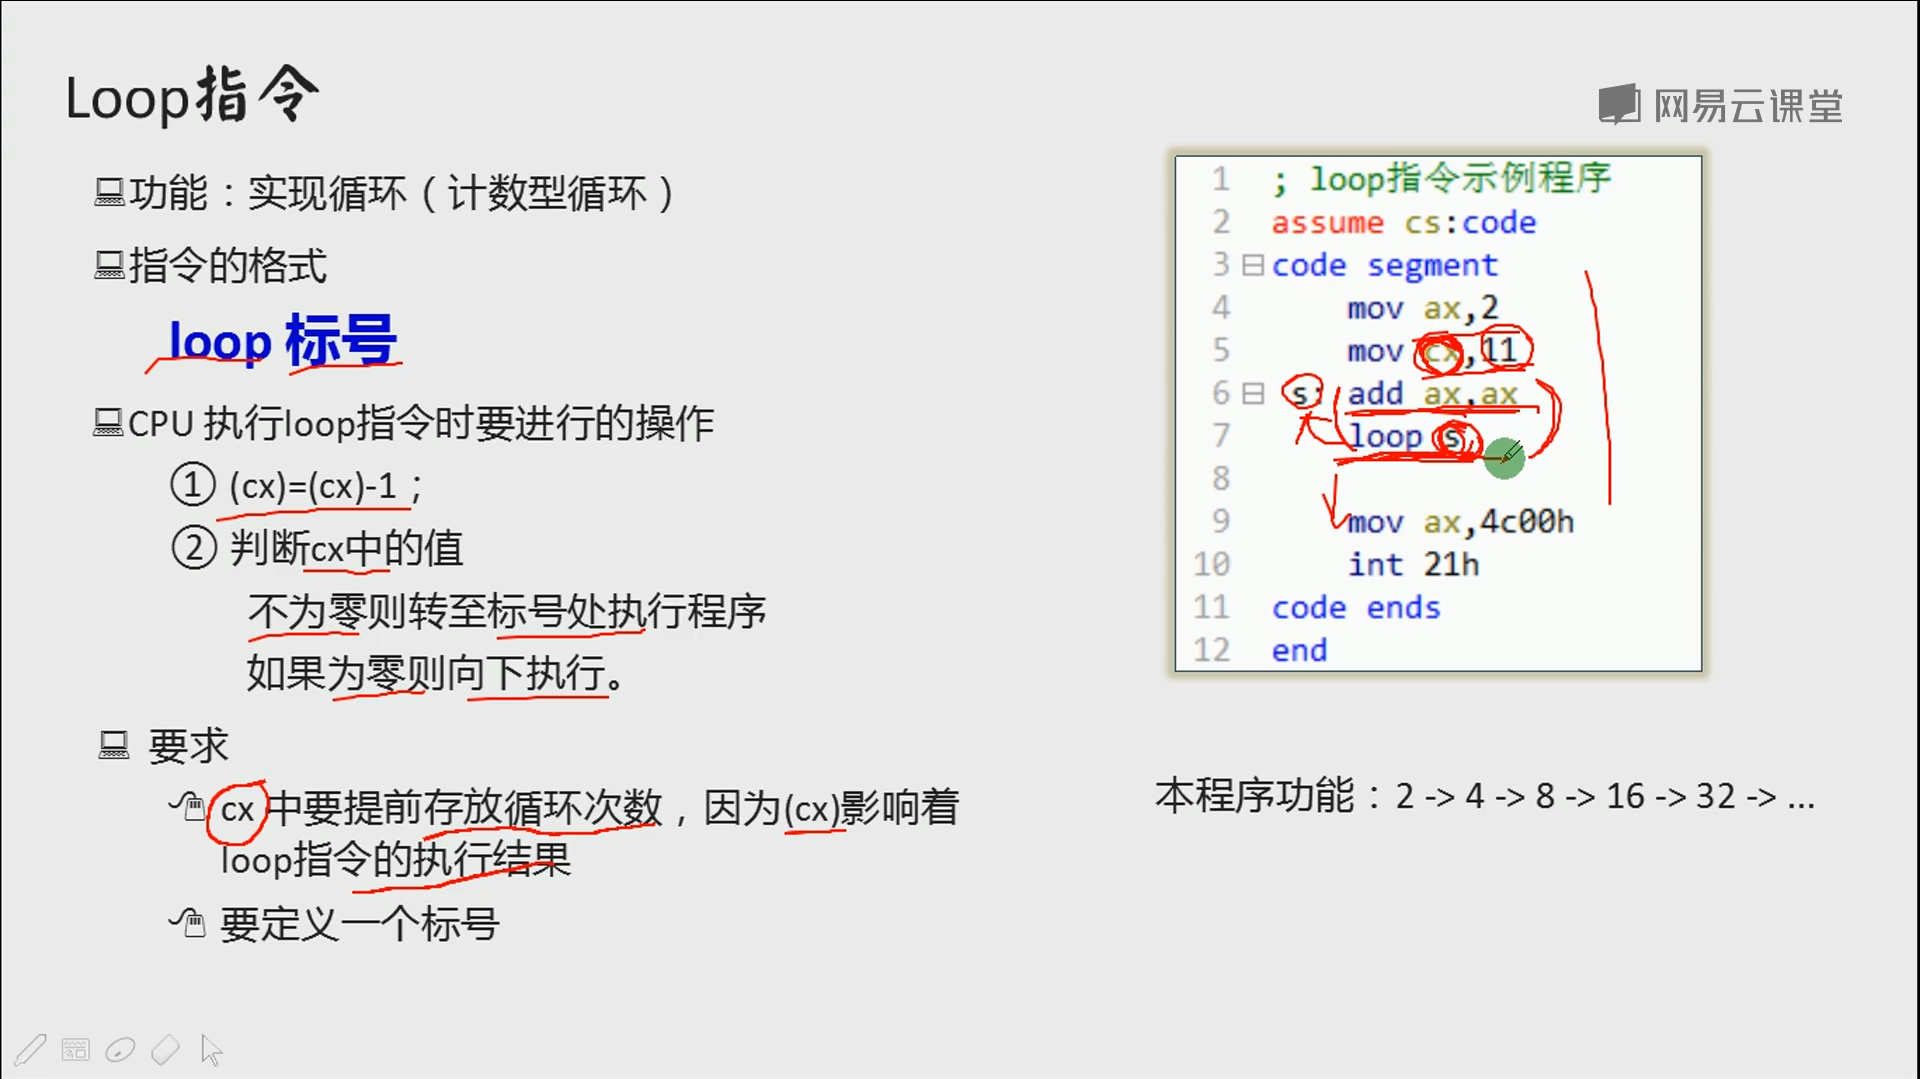 Loop指令
网易云课堂
功能：实现循环（计数型循环）
指令的格式
loop 标号
CPU 执行loop指令时要进行的操作
① (cx)=(cx)-1；
② 判断cx中的值
不为零则转至标号处执行程序
如果为零则向下执行。
要求
cx 中要提前存放循环次数，因为(cx)影响着
loop指令的执行结果
要定义一个标号
1 ; loop指令示例程序
2 assume cs:code
3 code segment
4 mov ax,2
5 mov cx,11
6 s: add ax,ax
7 loop s
8
9 mov ax,4c00h
10 int 21h
11 code ends
12 end
本程序功能：2 -> 4 -> 8 -> 16 -> 32 -> ...